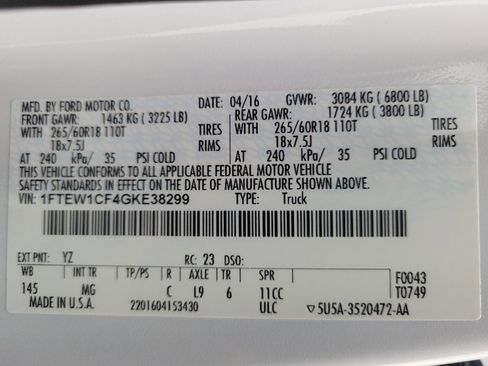 MFD. BY FORD MOTOR CO. DATE: 04/16 GVWR: 3084 KG ( 6800 LB)
FRONT GAWR: 1463 KG ( 3225 LB) REAR GAWR: 1724 KG ( 3800 LB)
WITH 265/60R18 110T TIRES WITH 265/60R18 110T TIRES
18x7.5J RIMS 18x7.5J RIMS
AT 240 kPa/ 35 PSI COLD AT 240 kPa/ 35 PSI COLD
THIS VEHICLE CONFORMS TO ALL APPLICABLE FEDERAL MOTOR VEHICLE
SAFETY STANDARDS IN EFFECT ON THE DATE OF MANUFACTURE SHOWN ABOVE.
VIN: 1FTEW1CF4GKE38299 TYPE: Truck
EXT PNT: YZ RC: 23 DSO:
WB INT TR TP/PS R AXLE TR SPR F0043
145 MG C L9 6 11CC T0749
MADE IN U.S.A. 2201604153430 ULC ▽5U5A-3520472-AA